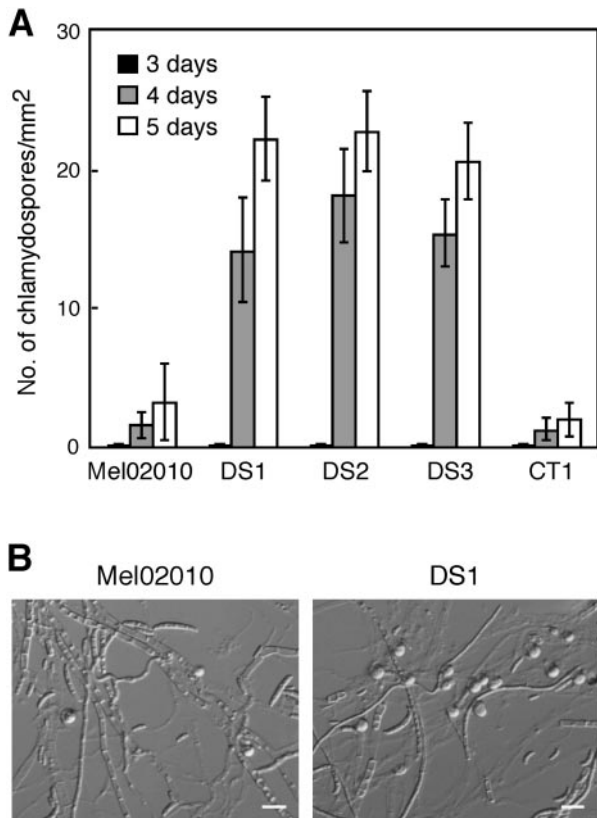 A
30
20
10
0
No. of chlamydospores/mm2
3 days
4 days
5 days
Mel02010 DS1 DS2 DS3 CT1
B
Mel02010 DS1